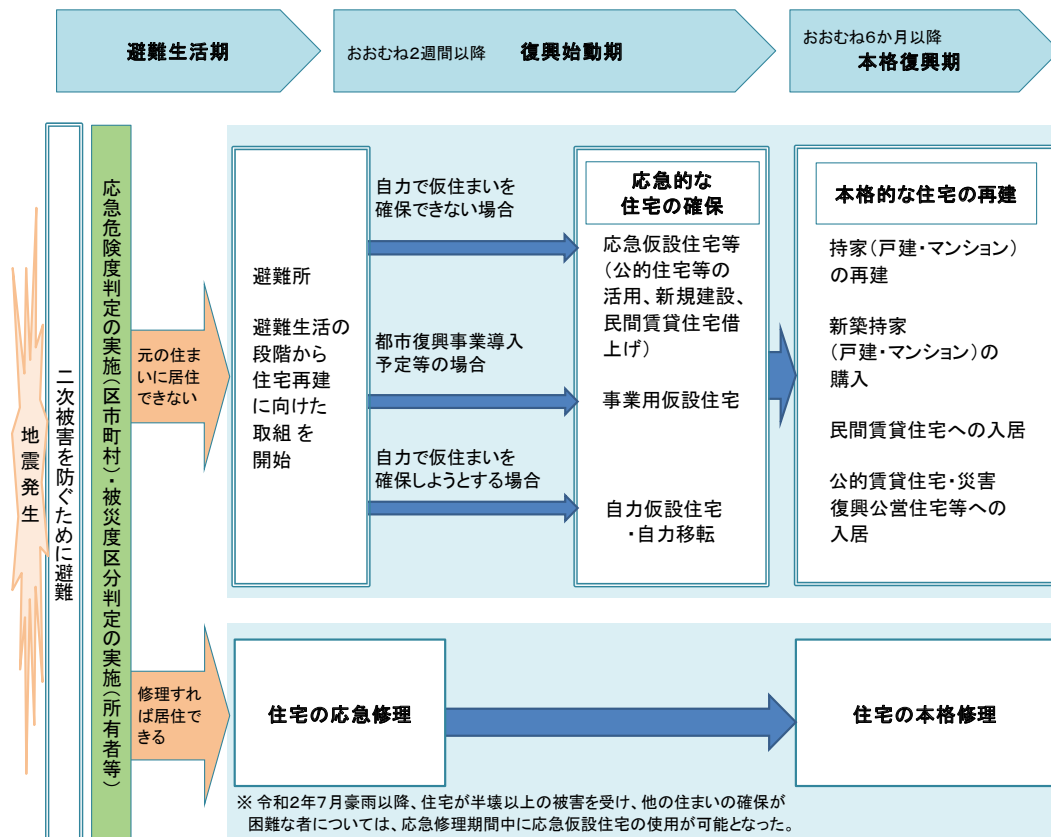 避難生活期
おおむね2週間以降 復興始動期
おおむね6か月以降
本格復興期
地震発生
二次被害を防ぐために避難
応急危険度判定の実施(区市町村)・被災度区分判定の実施(所有者等)
元の住ま
いに居住
できない
避難所
避難生活の
段階から
住宅再建
に向けた
取組 を
開始
自力で仮住まいを
確保できない場合
都市復興事業導入
予定等の場合
自力で仮住まいを
確保しようとする場合
応急的な
住宅の確保
応急仮設住宅等
(公的住宅等の
活用、新規建設、
民間賃貸住宅借
上げ)
事業用仮設住宅
自力仮設住宅
・自力移転
本格的な住宅の再建
持家(戸建・マンション)
の再建
新築持家
(戸建・マンション)の
購入
民間賃貸住宅への入居
公的賃貸住宅・災害
復興公営住宅等への
入居
修理すれ
ば居住で
きる
住宅の応急修理
住宅の本格修理
※ 令和2年7月豪雨以降、住宅が半壊以上の被害を受け、他の住まいの確保が
困難な者については、応急修理期間中に応急仮設住宅の使用が可能となった。